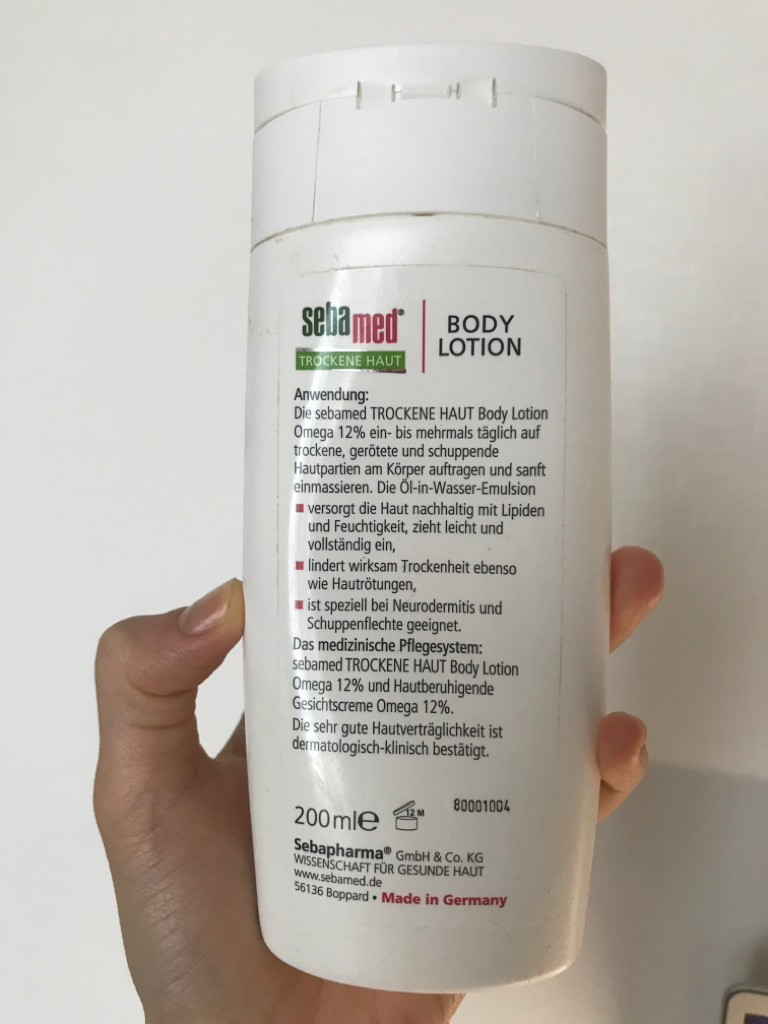 sebamed®
TROCKENE HAUT
BODY
LOTION
Anwendung:
Die sebamed TROCKENE HAUT Body Lotion
Omega 12% ein- bis mehrmals täglich auf
trockene, gerötete und schuppende
Hautpartien am Körper auftragen und sanft
einmassieren. Die Öl-in-Wasser-Emulsion
versorgt die Haut nachhaltig mit Lipiden
und Feuchtigkeit, zieht leicht und
vollständig ein,
lindert wirksam Trockenheit ebenso
wie Hautrötungen,
ist speziell bei Neurodermitis und
Schuppenflechte geeignet.
Das medizinische Pflegesystem:
sebamed TROCKENE HAUT Body Lotion
Omega 12% und Hautberuhigende
Gesichtscreme Omega 12%.
Die sehr gute Hautverträglichkeit ist
dermatologisch-klinisch bestätigt.
200ml℮
12 M
80001004
Sebapharma® GmbH & Co. KG
WISSENSCHAFT FÜR GESUNDE HAUT
www.sebamed.de
56136 Boppard • Made in Germany